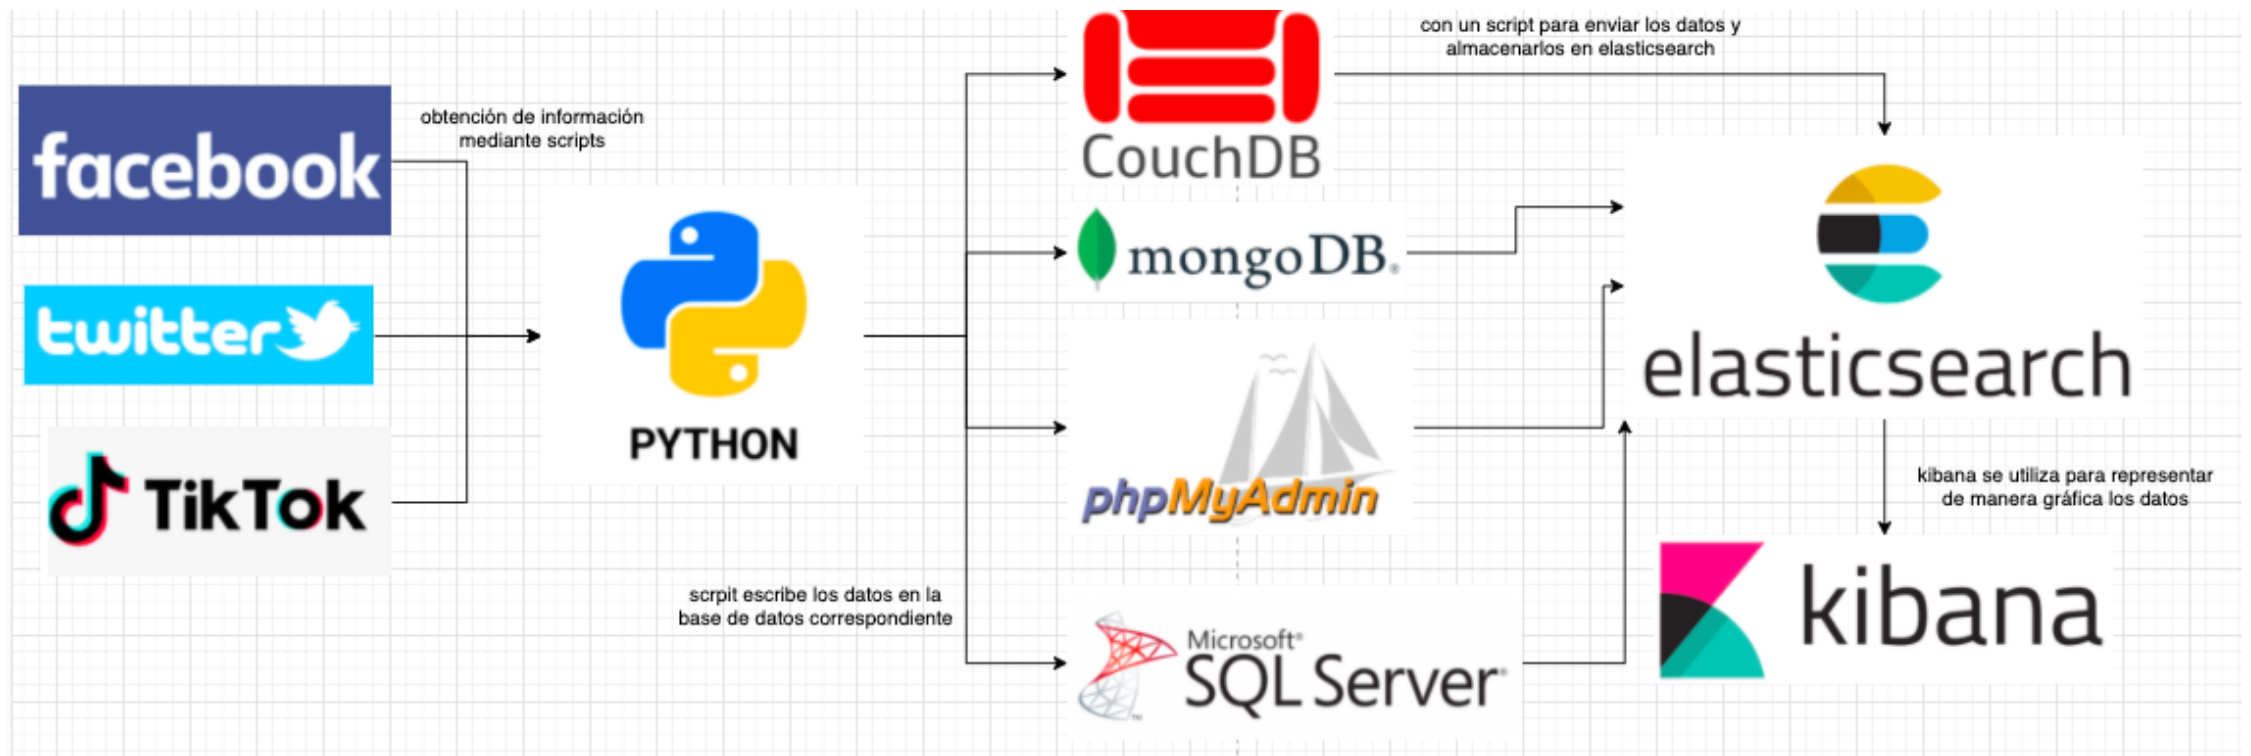 facebook
obtención de información
mediante scripts
twitter
TikTok
PYTHON
scrpit escribe los datos en la
base de datos correspondiente
CouchDB
mongoDB®
phpMyAdmin
Microsoft®
SQL Server®
™
con un script para enviar los datos y
almacenarlos en elasticsearch
elasticsearch
kibana se utiliza para representar
de manera gráfica los datos
kibana